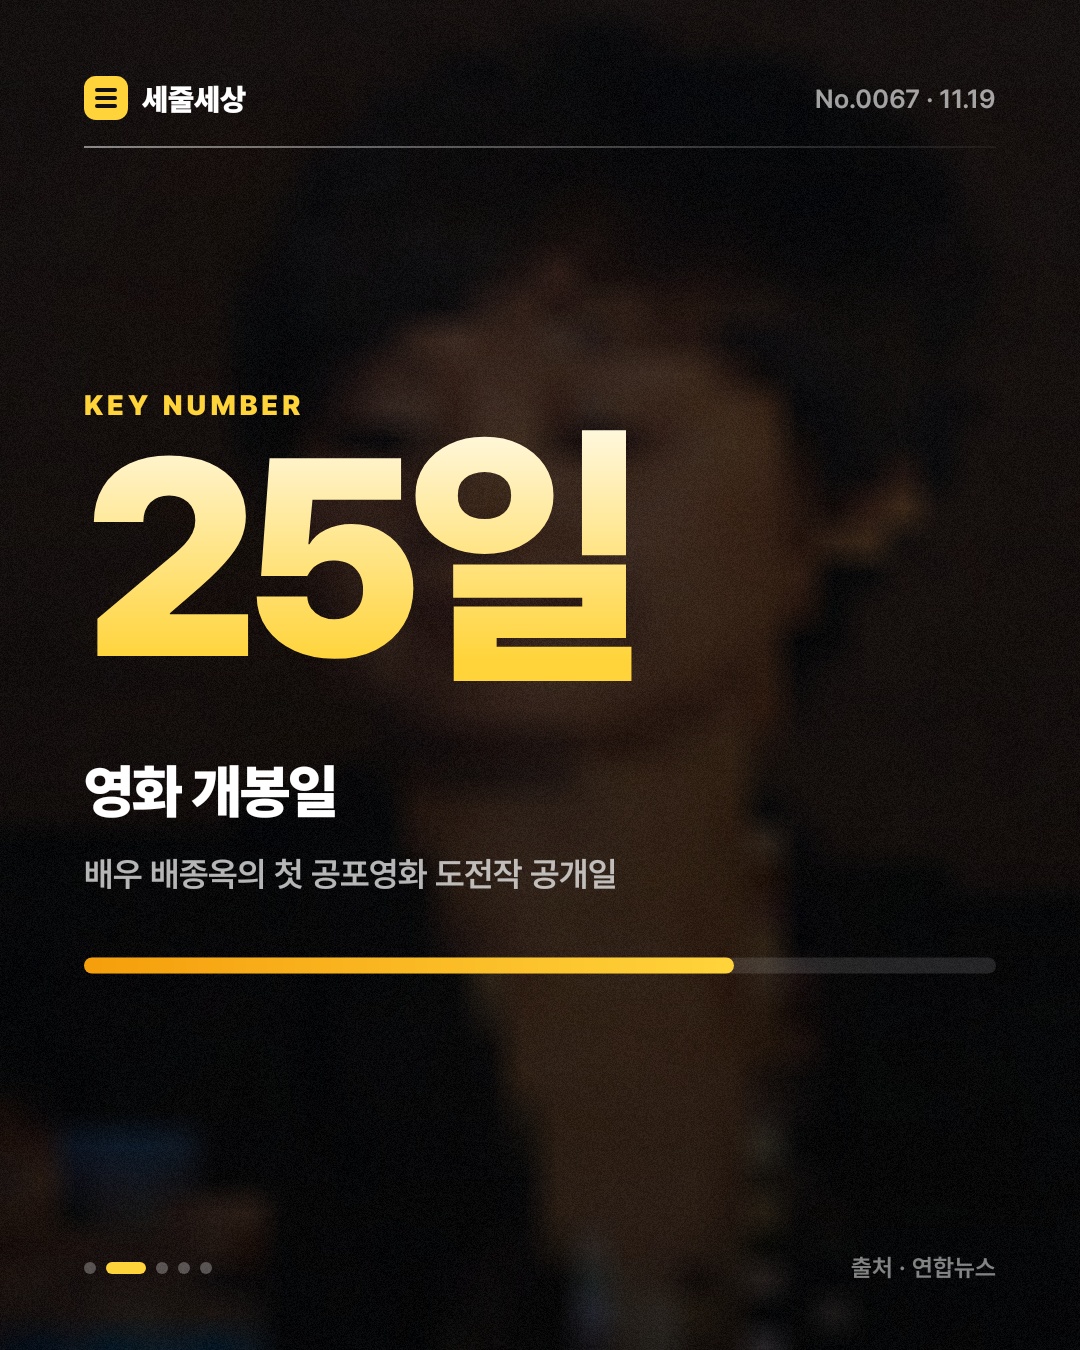 세줄세상
No.0067 · 11.19
KEY NUMBER
25일
영화 개봉일
배우 배종옥의 첫 공포영화 도전작 공개일
출처 · 연합뉴스